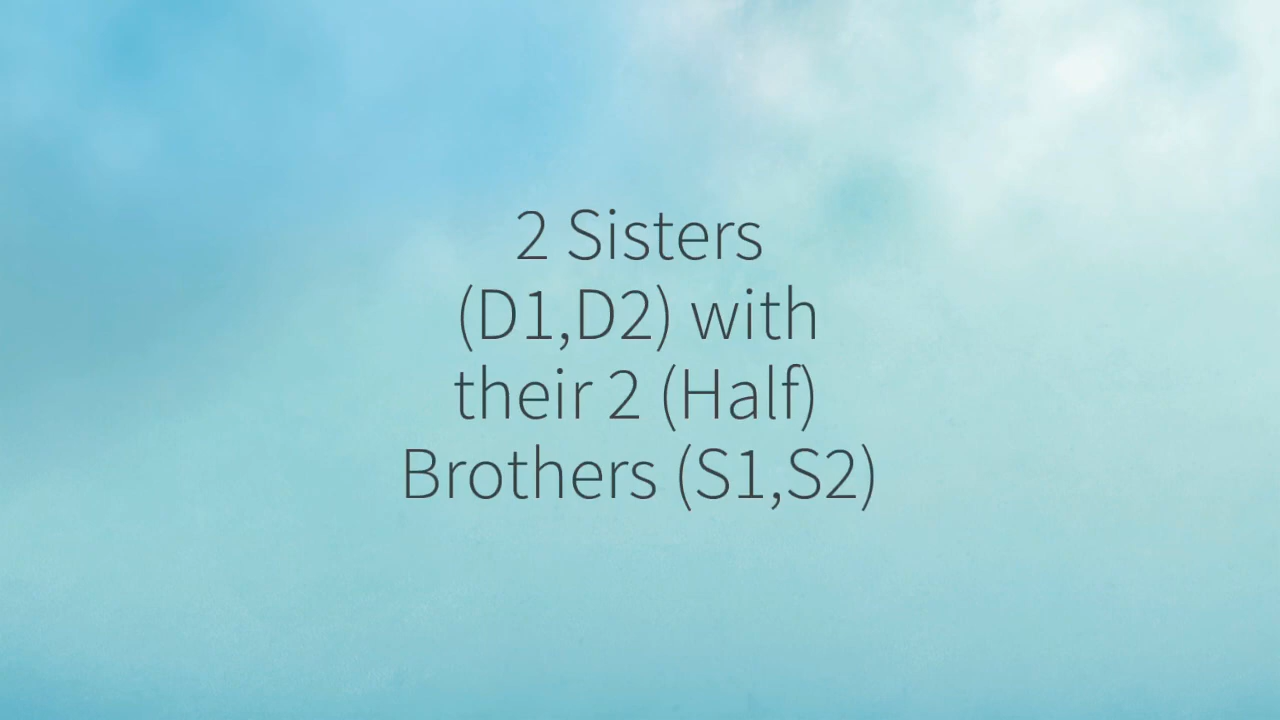 2 Sisters
(D1,D2) with
their 2 (Half)
Brothers (S1,S2)